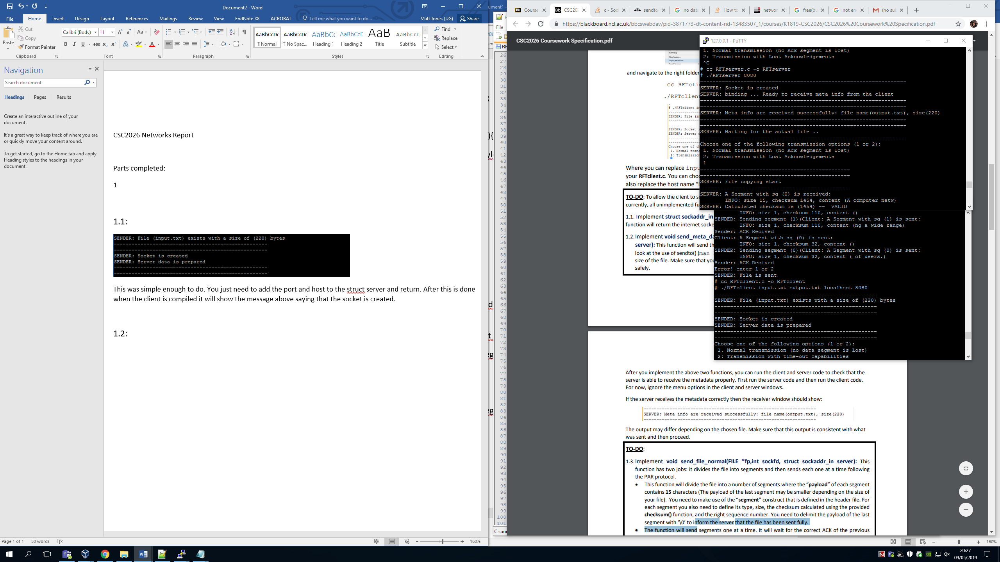 Document2 - Word
File
Home
Insert
Design
Layout
References
Mailings
Review
View
EndNote X8
ACROBAT
Tell me what you want to do...
Matt Jones (UG)
Share
Paste
Cut
Copy
Format Painter
Clipboard
Calibri (Body)
11
Font
Paragraph
AaBbCcDc
¶ Normal
AaBbCcDc
¶ No Spac...
AaBbCc
Heading 1
AaBbCcD
Heading 2
AaB
Title
AaBbCcD
Subtitle
Styles
Find
Replace
Select
Editing
Navigation
Search document
Headings
Pages
Results
Create an interactive outline of your
document.
It's a great way to keep track of where you are
or quickly move your content around.
To get started, go to the Home tab and apply
Heading styles to the headings in your
document.
CSC2026 Networks Report
Parts completed:
1
1.1:
SENDER: File (input.txt) exists with a size of (220) bytes
SENDER: Socket is created
SENDER: Server data is prepared
This was simple enough to do. You just need to add the port and host to the struct server and return. After this is done
when the client is compiled it will show the message above saying that the socket is created.
1.2:
Page 1 of 1
50 words
160%
Course
CSC202
c - Soc
sendto
no data
How to
networ
free(bu
not en
(no sub
https://blackboard.ncl.ac.uk/bbcswebdav/pid-3871773-dt-content-rid-13483507_1/courses/K1819-CSC2026/CSC2026%20Coursework%20Specification.pdf
CSC2026 Coursework Specification.pdf
and navigate to the right folder
cc RFTcli
./RFTclient
# ./RFTclient in
SENDER: File (in
SENDER: Socket i
SENDER: Server d
Choose one of th
1. Normal trans
2: Transmission
Where you can replace inpu
your RFTclient.c. You can choo
also replace the host name
TO-DO: To allow the client to se
currently, all unimplemented fu
1.1. Implement struct sockaddr_in
function will return the internet socke
1.2. Implement void send_meta_da
server): This function will send th
look at the use of sendto() (man
size of the file. Make sure that you
safely.
127.0.0.1 - PuTTY
1. Normal transmission (no Ack segment is lost)
2: Transmission with Lost Acknowledgements
^C
# cc RFTserver.c -o RFTserver
# ./RFTserver 8080
SERVER: Socket is created
SERVER: binding ... Ready to receive meta info from the client
SERVER: Meta info are received successfully: file name(output.txt), size(220)
SERVER: Waiting for the actual file ..
Choose one of the following transmission options (1 or 2):
1. Normal transmission (no Ack segment is lost)
2: Transmission with Lost Acknowledgements
1
SERVER: File copying start
SERVER: A Segment with sq (0) is received:
INFO: size 15, checksum 1454, content (A computer netw)
SERVER: Calculated checksum is (1454) -- VALID
INFO: size 1, checksum 110, content ()
SENDER: Sending segment (1)(Client: A Segment with sq (1) is sent:
INFO: size 1, checksum 110, content (ng a wide range)
Sender: ACK Recived
Client: A Segment with sq (0) is sent:
INFO: size 1, checksum 32, content ()
SENDER: Sending segment (0)(Client: A Segment with sq (0) is sent:
INFO: size 1, checksum 32, content ( of users.)
Sender: ACK Recived
Error! enter 1 or 2
SENDER: File is sent
# cc RFTclient.c -o RFTclient
# ./RFTclient input.txt output.txt localhost 8080
SENDER: File (input.txt) exists with a size of (220) bytes
SENDER: Socket is created
SENDER: Server data is prepared
Choose one of the following options (1 or 2):
1. Normal transmission (no data segment is lost)
2: Transmission with time-out capabilities
After you implement the above two functions, you can run the client and server code to check that the
server is able to receive the metadata properly. First run the server code and then run the client code.
For now, ignore the menu options in the client and server windows.
If the server receives the metadata correctly then the receiver window should show:
SERVER: Meta info are received successfully: file name(output.txt), size(220)
The output may differ depending on the chosen file. Make sure that this output is consistent with what
was sent and then proceed.
TO-DO:
1.3. Implement void send_file_normal(FILE *fp,int sockfd, struct sockaddr_in server): This
function has two jobs: it divides the file into segments and then sends each one at a time following
the PAR protocol.
• This function will divide the file into a number of segments where the “payload” of each segment
contains 15 characters (The payload of the last segment may be smaller depending on the size of
your file). You need to make use of the “segment” construct that is defined in the header file. For
each segment you also need to define its type, size, the checksum calculated using the provided
checksum() function, and the right sequence number. You need to delimit the payload of the last
segment with ‘\0’ to inform the server that the file has been sent fully.
• The function will send segments one at a time. It will wait for the correct ACK of the previous
160%
20:27
09/05/2019